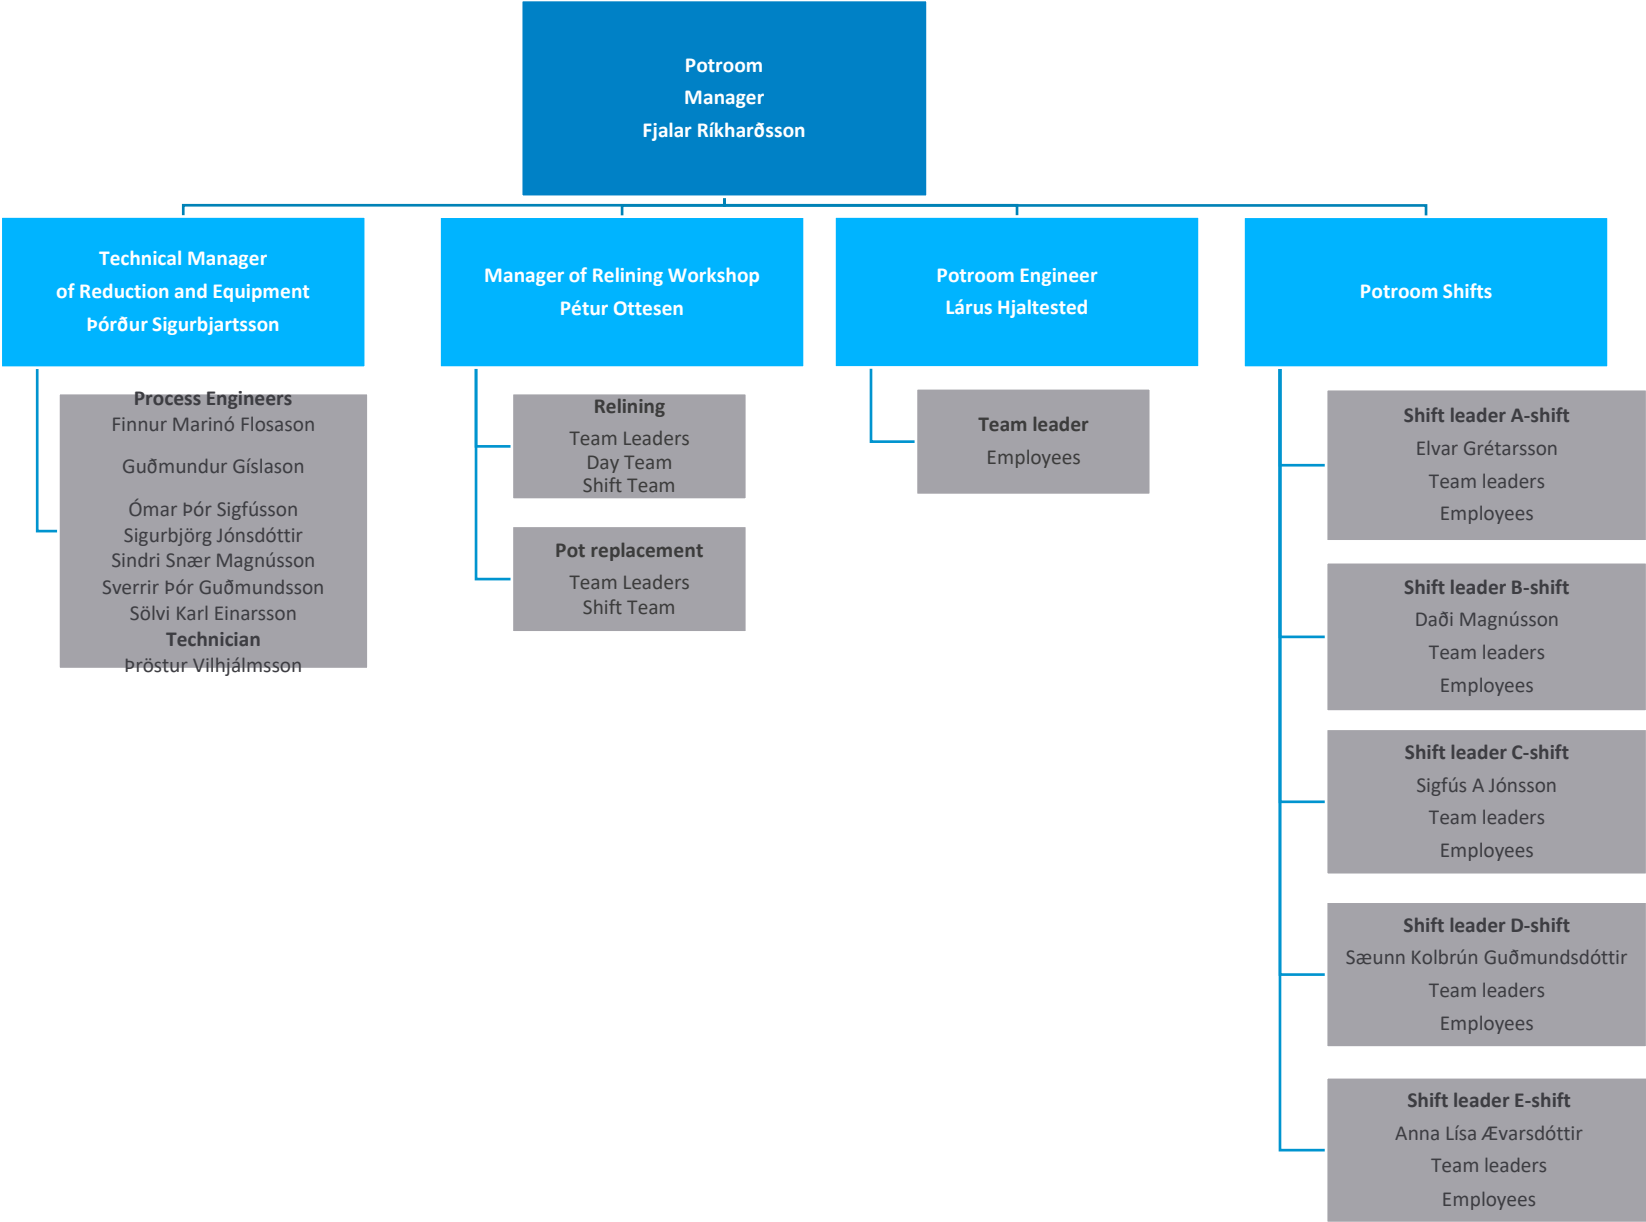 Potroom
Manager
Fjalar Ríkharðsson
Technical Manager
of Reduction and Equipment
Þórður Sigurbjartsson
Process Engineers
Finnur Marinó Flosason
Guðmundur Gíslason
Ómar Þór Sigfússon
Sigurbjörg Jónsdóttir
Sindri Snær Magnússon
Sverrir Þór Guðmundsson
Sölvi Karl Einarsson
Technician
Þröstur Vilhjálmsson
Manager of Relining Workshop
Pétur Ottesen
Relining
Team Leaders
Day Team
Shift Team
Pot replacement
Team Leaders
Shift Team
Potroom Engineer
Lárus Hjaltested
Team leader
Employees
Potroom Shifts
Shift leader A-shift
Elvar Grétarsson
Team leaders
Employees
Shift leader B-shift
Daði Magnússon
Team leaders
Employees
Shift leader C-shift
Sigfús A Jónsson
Team leaders
Employees
Shift leader D-shift
Sæunn Kolbrún Guðmundsdóttir
Team leaders
Employees
Shift leader E-shift
Anna Lísa Ævarsdóttir
Team leaders
Employees